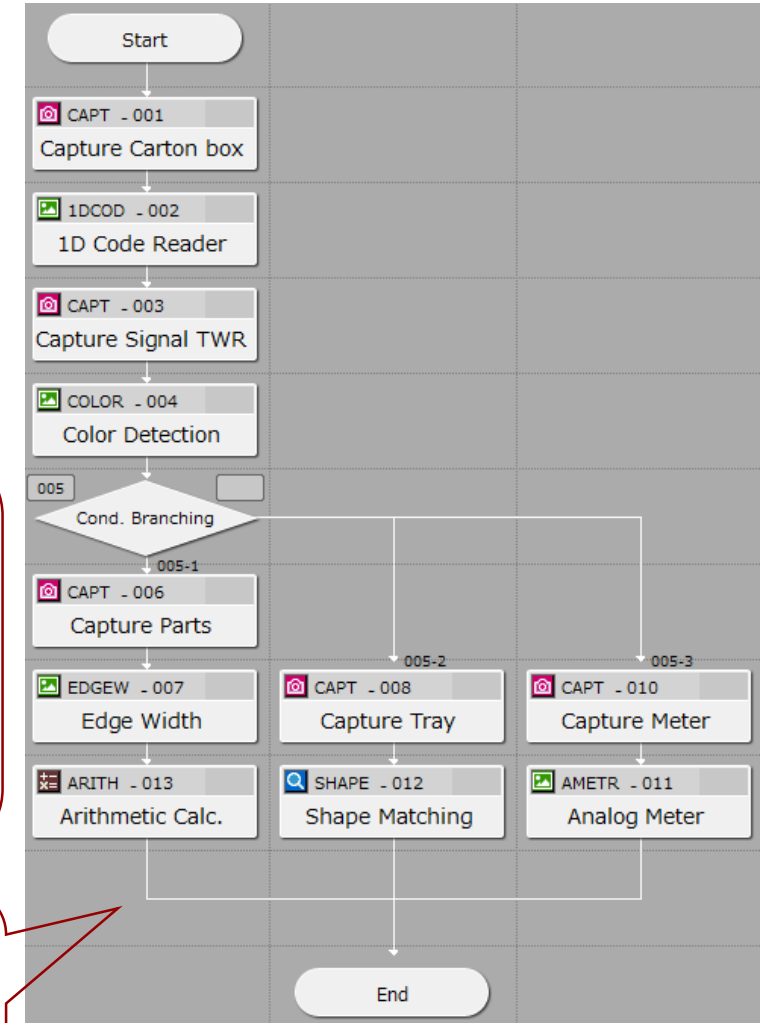 Start
CAPT - 001
Capture Carton box
1DCOD - 002
1D Code Reader
CAPT - 003
Capture Signal TWR
COLOR - 004
Color Detection
005
Cond. Branching
005-1
CAPT - 006
Capture Parts
005-2
005-3
EDGEW - 007
CAPT - 008
CAPT - 010
Edge Width
Capture Tray
Capture Meter
ARITH - 013
SHAPE - 012
AMETR - 011
Arithmetic Calc.
Shape Matching
Analog Meter
End